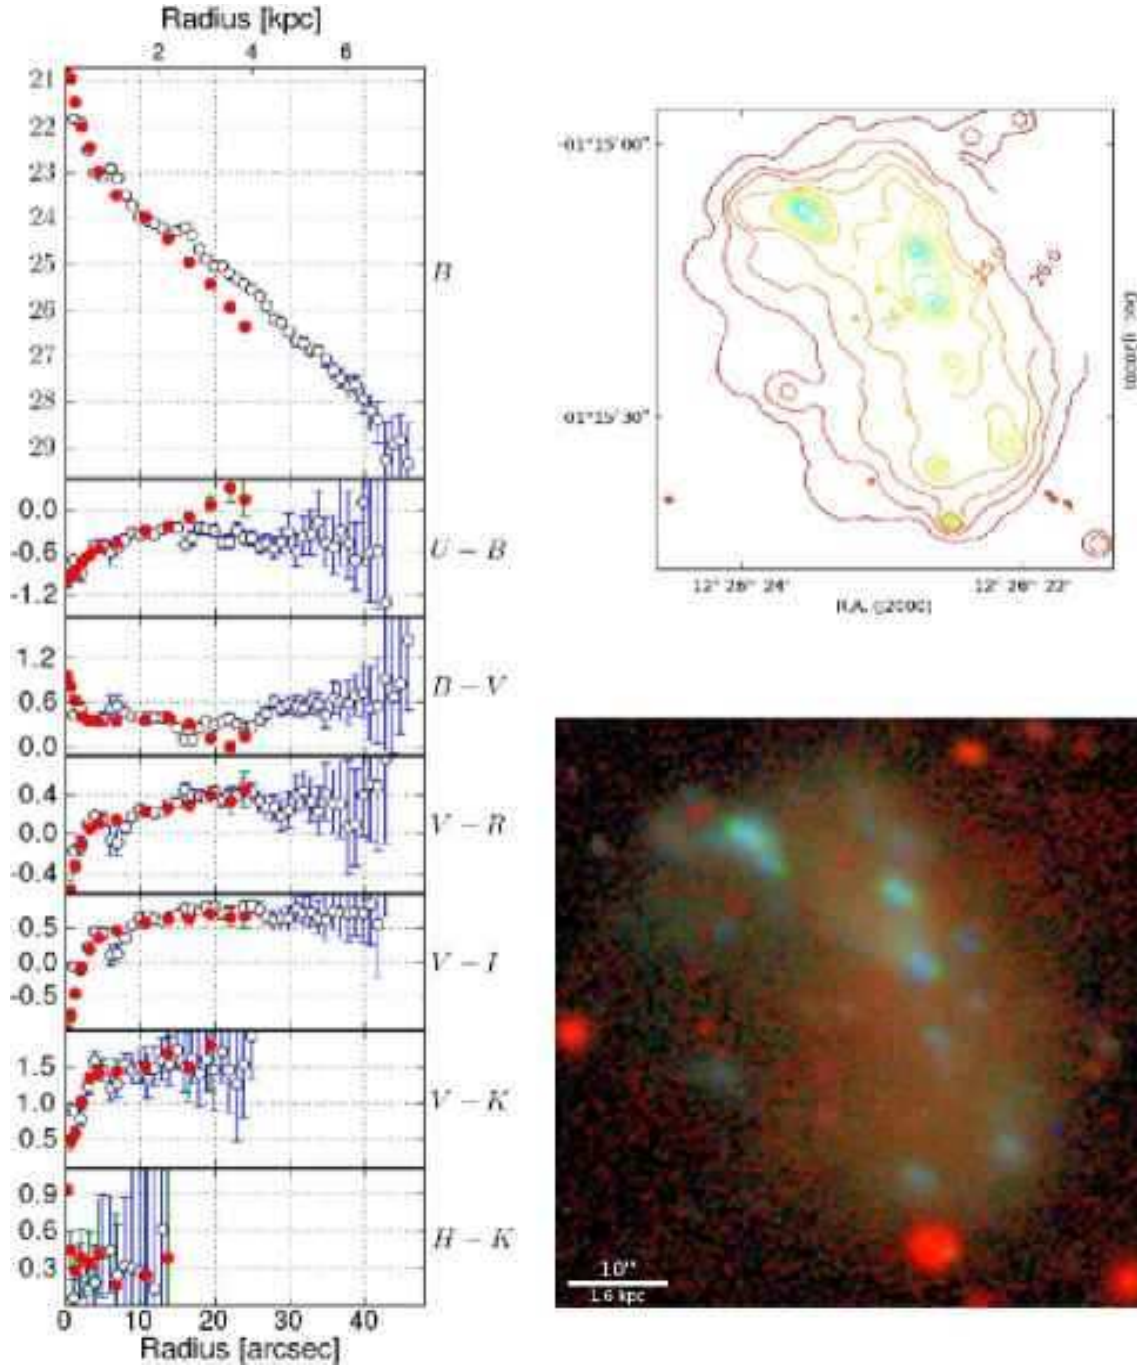 Radius [kpc]
2 4 6
21
22
23
24
25
26
27
28
29
B
0.0
-0.6
-1.2
U − B
1.2
0.6
0.0
B − V
0.4
0.0
-0.4
V − R
0.5
0.0
-0.5
V − I
1.5
1.0
0.5
V − K
0.9
0.6
0.3
H − K
0 10 20 30 40
Radius [arcsec]
-01°15'00"
-01°15'30"
Dec. (J2000)
12h 26m 24s 12h 26m 22s
R.A. (J2000)
10"
1.6 kpc